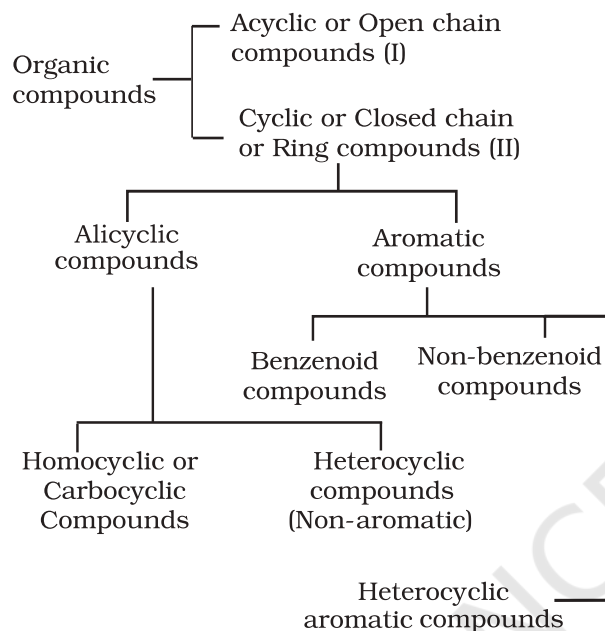 Acyclic or Open chain
compounds (I)
Organic
compounds
Cyclic or Closed chain
or Ring compounds (II)
Alicyclic
compounds
Aromatic
compounds
Benzenoid
compounds
Non-benzenoid
compounds
Homocyclic or
Carbocyclic
Compounds
Heterocyclic
compounds
(Non-aromatic)
Heterocyclic
aromatic compounds